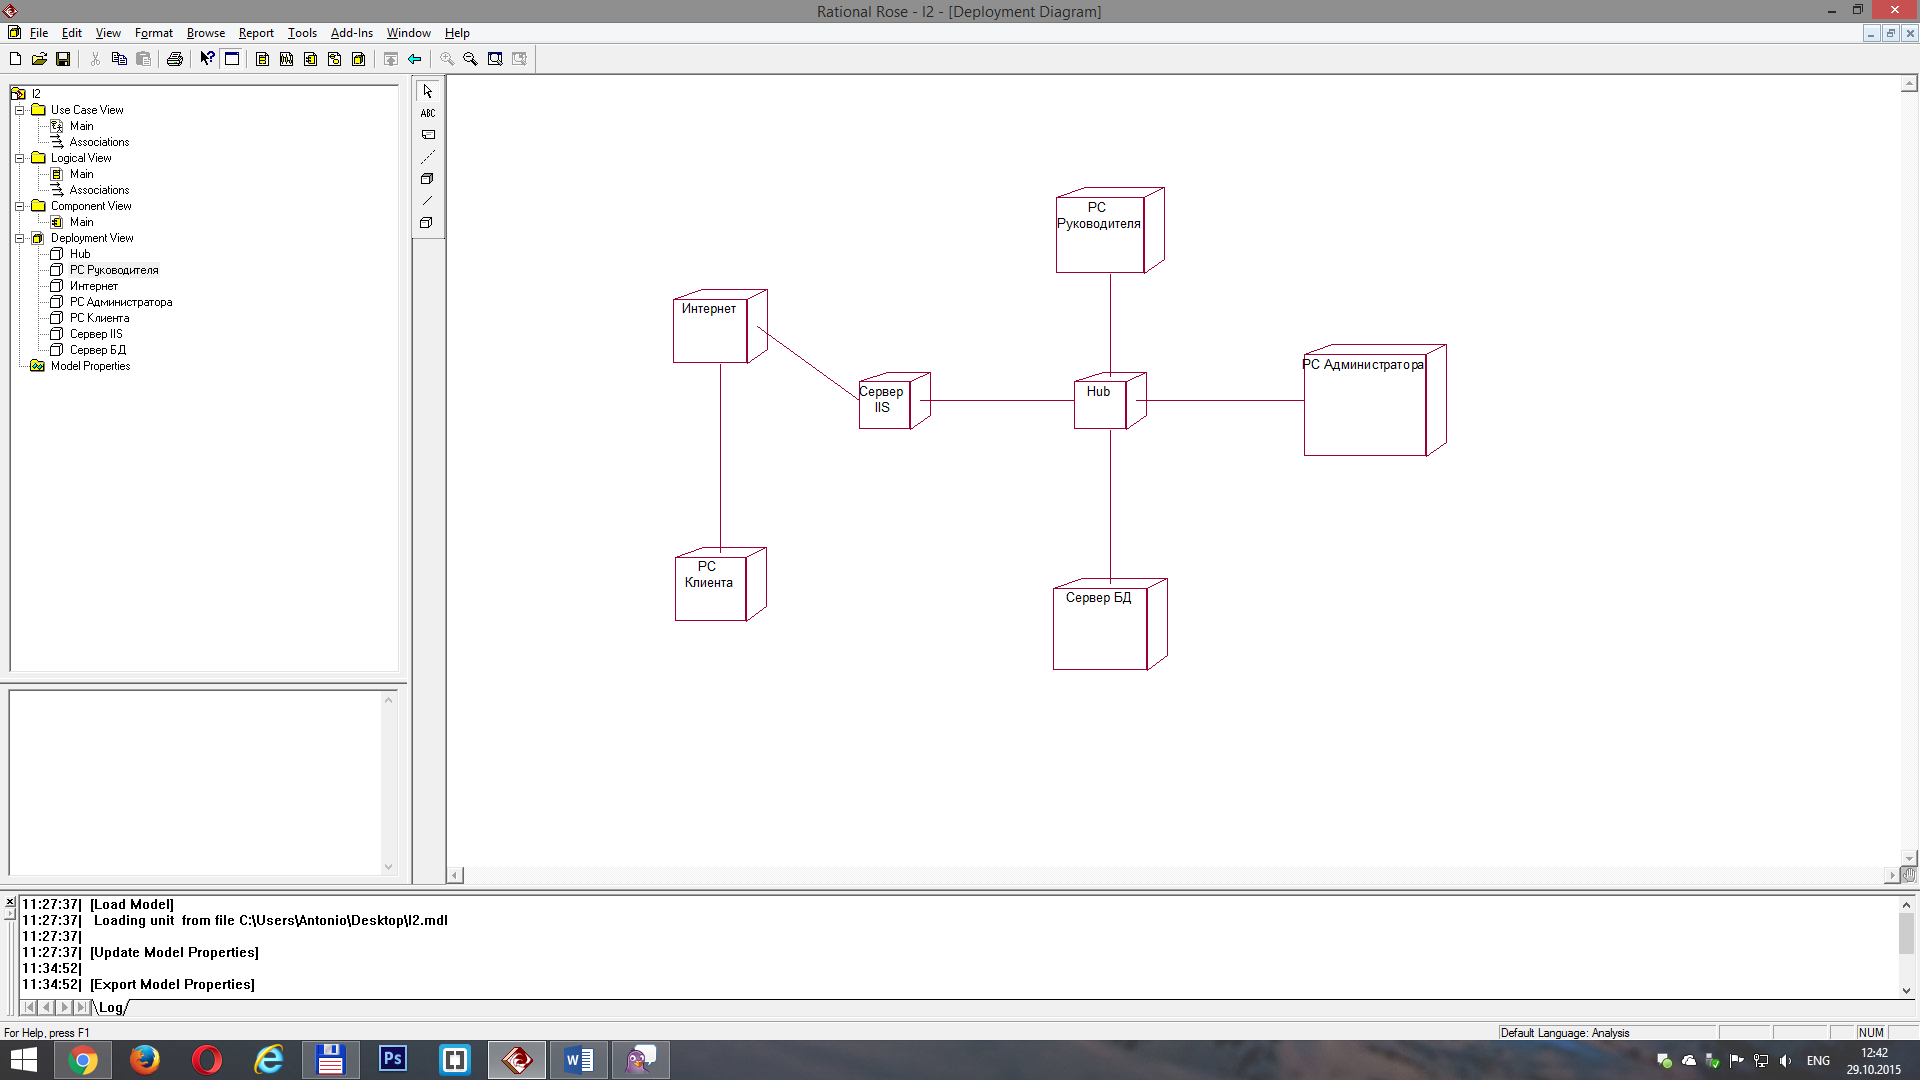 Rational Rose - I2 - [Deployment Diagram]
File Edit View Format Browse Report Tools Add-Ins Window Help
I2
Use Case View
Main
Associations
Logical View
Main
Associations
Component View
Main
Deployment View
Hub
PC Руководителя
Интернет
PC Администратора
PC Клиента
Сервер IIS
Сервер БД
Model Properties
ABC
PC
Руководителя
Интернет
Сервер
IIS
Hub
PC Администратора
PC
Клиента
Сервер БД
11:27:37| [Load Model]
11:27:37| Loading unit from file C:\Users\Antonio\Desktop\I2.mdl
11:27:37|
11:27:37| [Update Model Properties]
11:34:52|
11:34:52| [Export Model Properties]
Log
For Help, press F1
Default Language: Analysis
NUM
Ps
W
ENG
12:42
29.10.2015